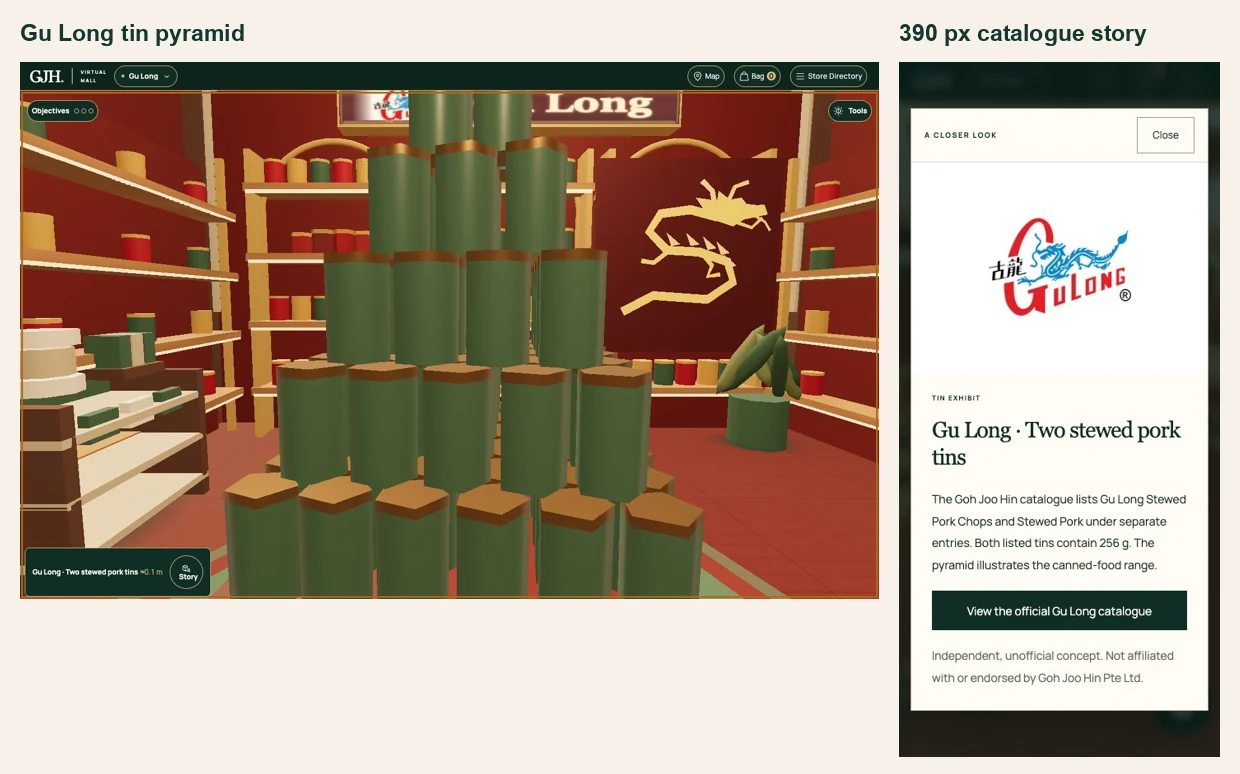 Gu Long tin pyramid
390 px catalogue story
GJH.
VIRTUAL
MALL
Gu Long
Map
Bag 0
Store Directory
Objectives
Tools
Long
Gu Long · Two stewed pork tins ≈0.1 m
Story
A CLOSER LOOK
Close
古龍
GULONG
®
TIN EXHIBIT
Gu Long · Two stewed pork
tins
The Goh Joo Hin catalogue lists Gu Long Stewed
Pork Chops and Stewed Pork under separate
entries. Both listed tins contain 256 g. The
pyramid illustrates the canned-food range.
View the official Gu Long catalogue
Independent, unofficial concept. Not affiliated
with or endorsed by Goh Joo Hin Pte Ltd.